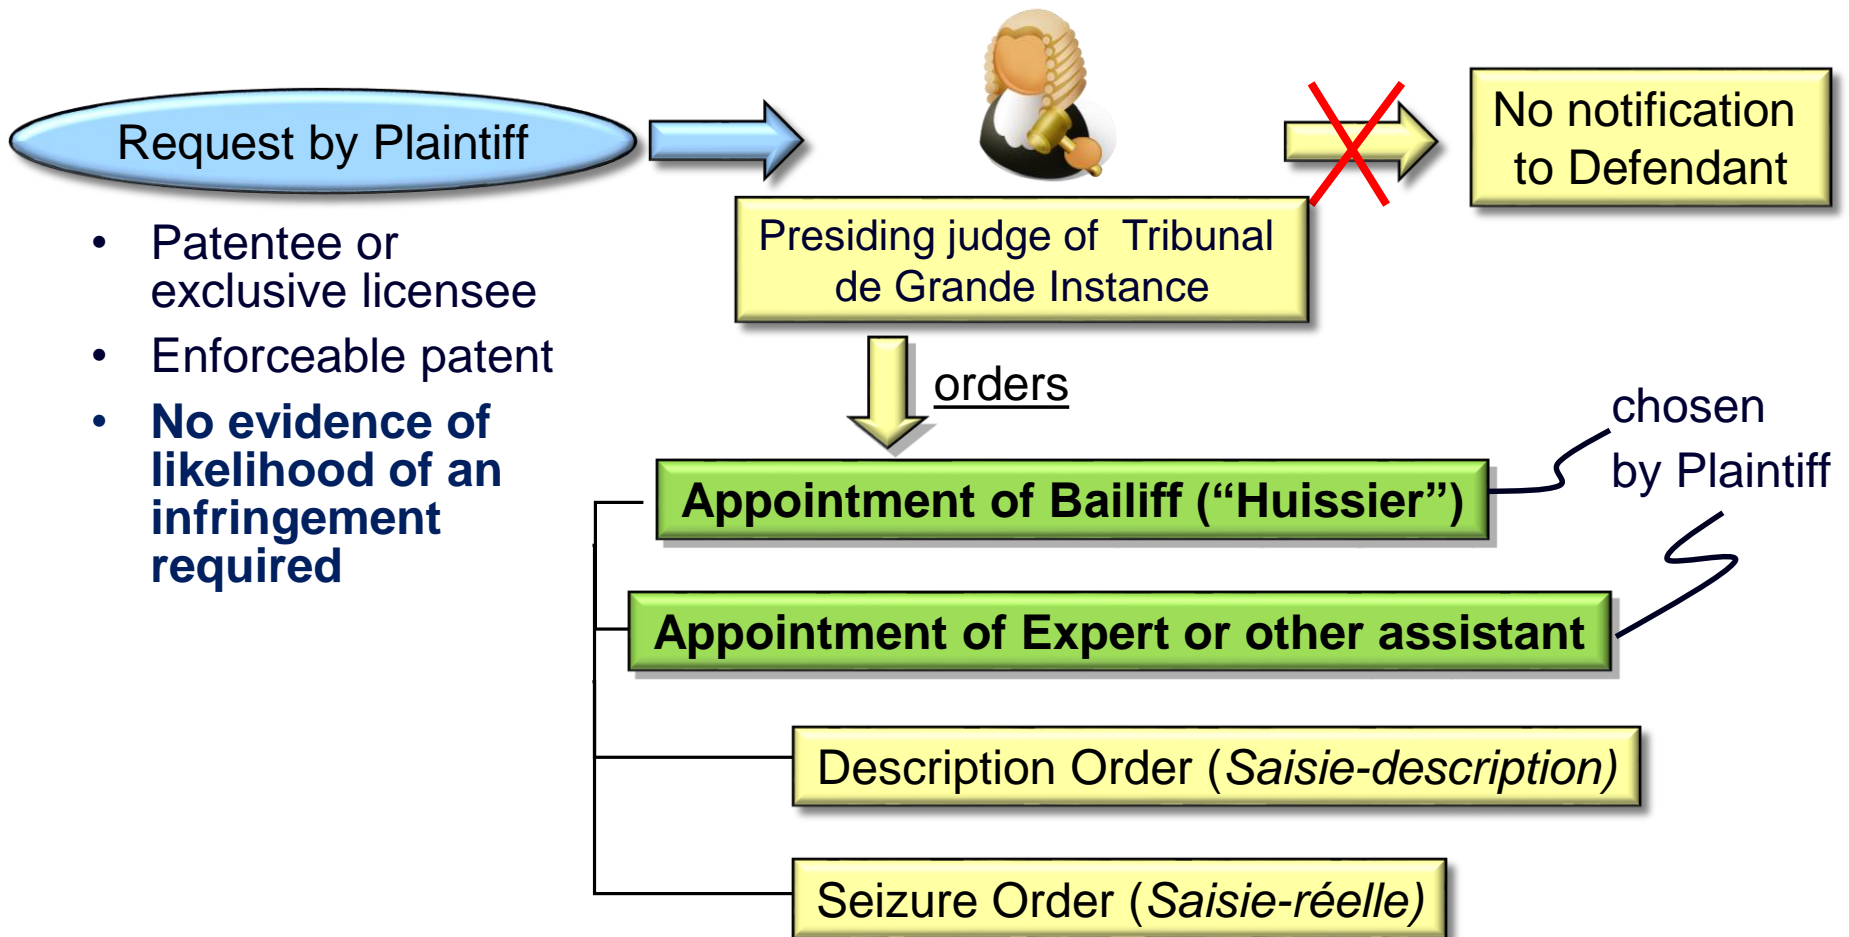 Request by Plaintiff
No notification
to Defendant
Presiding judge of Tribunal
de Grande Instance
• Patentee or
exclusive licensee
• Enforceable patent
• No evidence of
likelihood of an
infringement
required
orders
chosen
by Plaintiff
Appointment of Bailiff (“Huissier”)
Appointment of Expert or other assistant
Description Order (Saisie-description)
Seizure Order (Saisie-réelle)